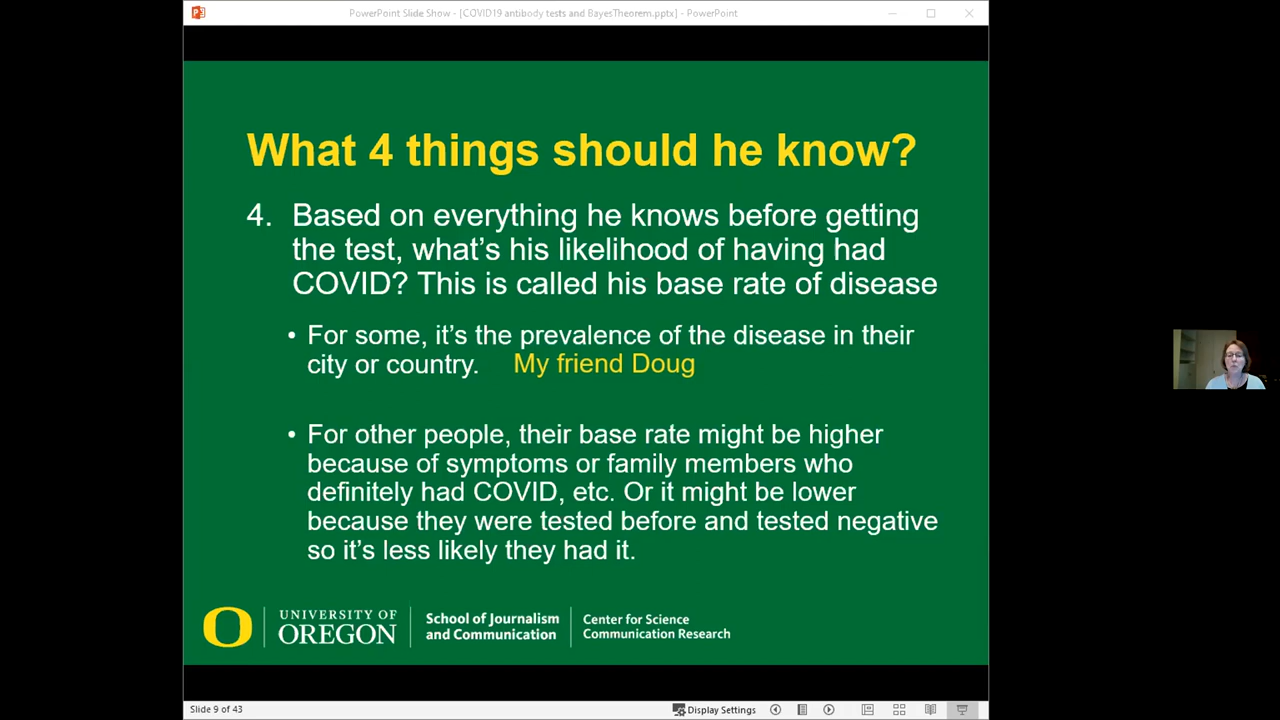 PowerPoint Slide Show - [COVID19 antibody tests and BayesTheorem.pptx] - PowerPoint
What 4 things should he know?
4. Based on everything he knows before getting
the test, what's his likelihood of having had
COVID? This is called his base rate of disease
• For some, it's the prevalence of the disease in their
city or country. My friend Doug
• For other people, their base rate might be higher
because of symptoms or family members who
definitely had COVID, etc. Or it might be lower
because they were tested before and tested negative
so it's less likely they had it.
O
UNIVERSITY OF
OREGON
School of Journalism
and Communication
Center for Science
Communication Research
Slide 9 of 43
Display Settings